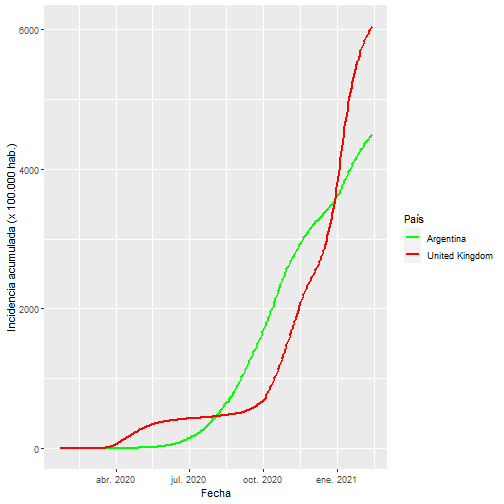 6000
4000
2000
0
Incidencia acumulada (x 100.000 hab.)
abr. 2020 jul. 2020 oct. 2020 ene. 2021
Fecha
País
Argentina
United Kingdom